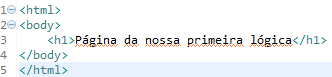 1 <html>
2 <body>
3 <h1>Página da nossa primeira lógica</h1>
4 </body>
5 </html>